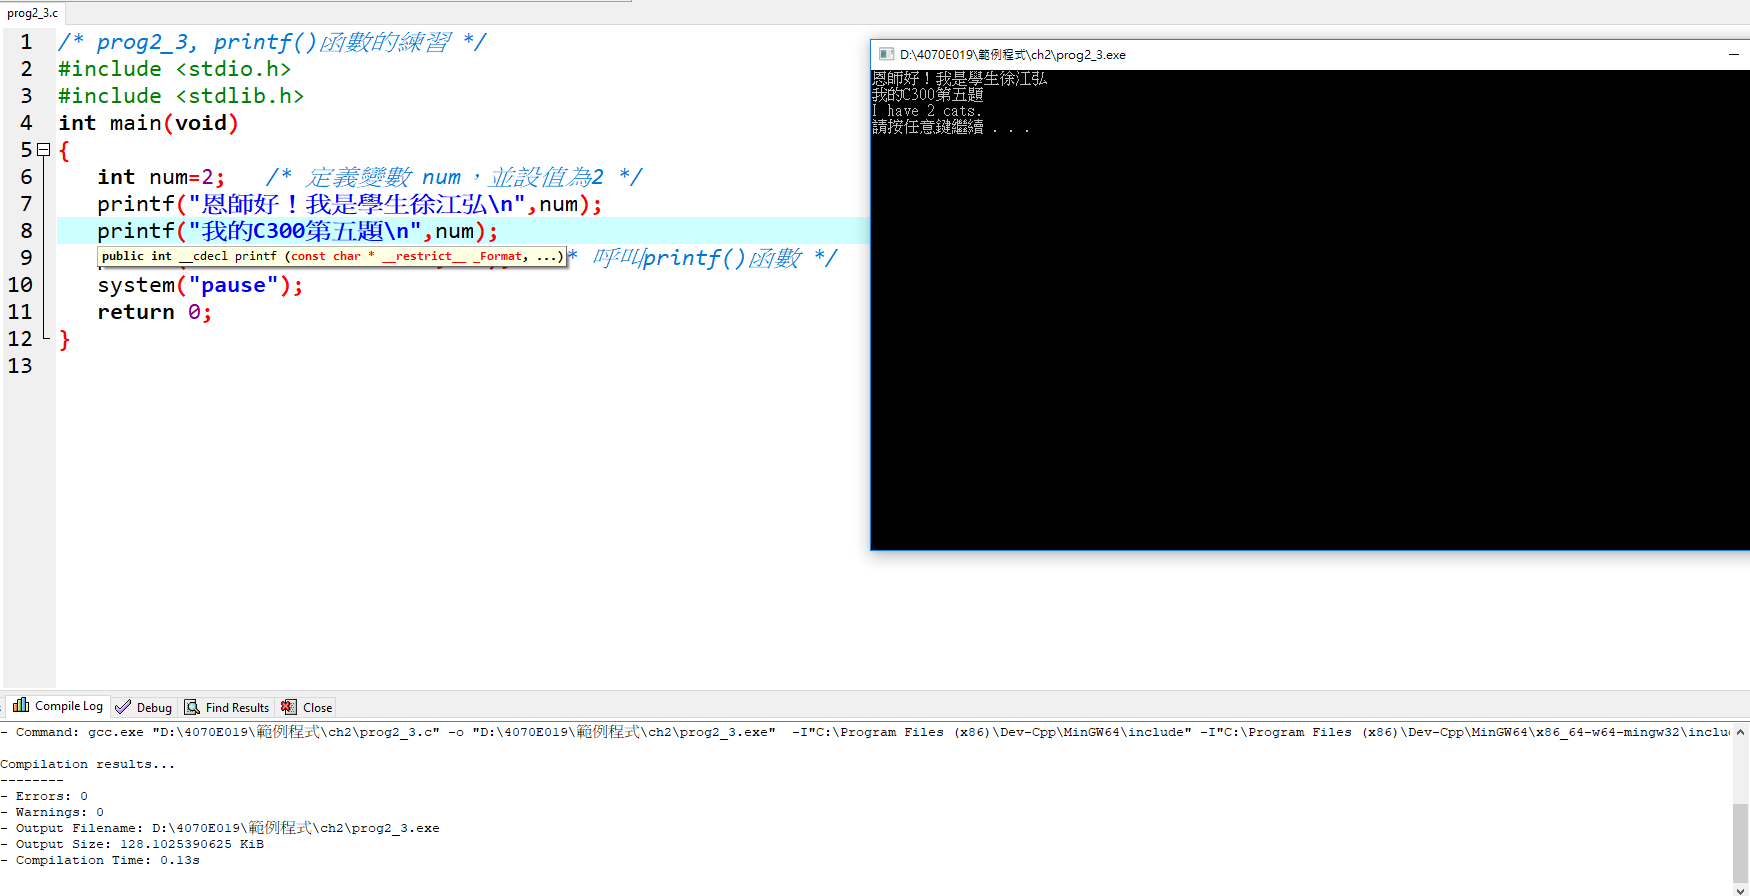 prog2_3.c
1 /* prog2_3, printf()函數的練習 */
2 #include <stdio.h>
3 #include <stdlib.h>
4 int main(void)
5 {
6 int num=2; /* 定義變數 num，並設值為2 */
7 printf("恩師好！我是學生徐江弘\n",num);
8 printf("我的C300第五題\n",num);
public int __cdecl printf (const char * __restrict__ _Format, ...)
9 * 呼叫printf()函數 */
10 system("pause");
11 return 0;
12 }
13
D:\4070E019\範例程式\ch2\prog2_3.exe
恩師好！我是學生徐江弘
我的C300第五題
I have 2 cats.
請按任意鍵繼續 . . .
Compile Log Debug Find Results Close
- Command: gcc.exe "D:\4070E019\範例程式\ch2\prog2_3.c" -o "D:\4070E019\範例程式\ch2\prog2_3.exe" -I"C:\Program Files (x86)\Dev-Cpp\MinGW64\include" -I"C:\Program Files (x86)\Dev-Cpp\MinGW64\x86_64-w64-mingw32\inclu
Compilation results...
--------
- Errors: 0
- Warnings: 0
- Output Filename: D:\4070E019\範例程式\ch2\prog2_3.exe
- Output Size: 128.1025390625 KiB
- Compilation Time: 0.13s